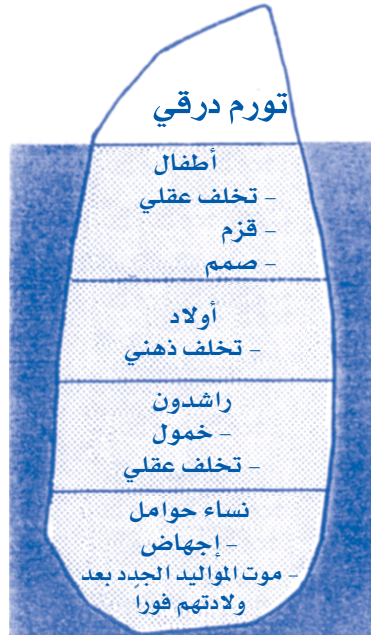 تورم درقي
أطفال
- تخلف عقلي
- قزم
- صمم
أولاد
- تخلف ذهني
راشدون
- خمول
- تخلف عقلي
نساء حوامل
- إجهاض
- موت المواليد الجدد بعد
ولادتهم فوراً